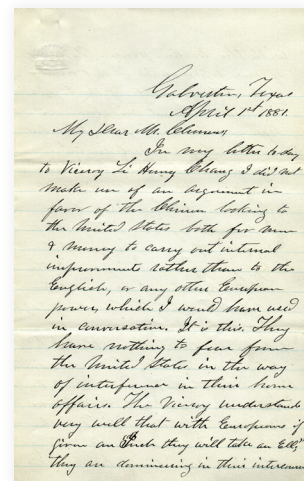 Galveston, Texas
April 1st 1881.
My Dear Mr. Clemens,
In my letter to-day
to Viceroy Li Hung Chang I did not
make use of an argument in
favor of the Chinese looking to
the United States both for men
& money to carry out internal
improvements rather than to the
English, or any other European
power, which I would have used
in conversation. It is this. They
have nothing to fear from
the United States in the way
of interference in their home
affairs. The Viceroy understands
very well that with Europeans if
given an Inch they will take an Ell;
they are domineering in their